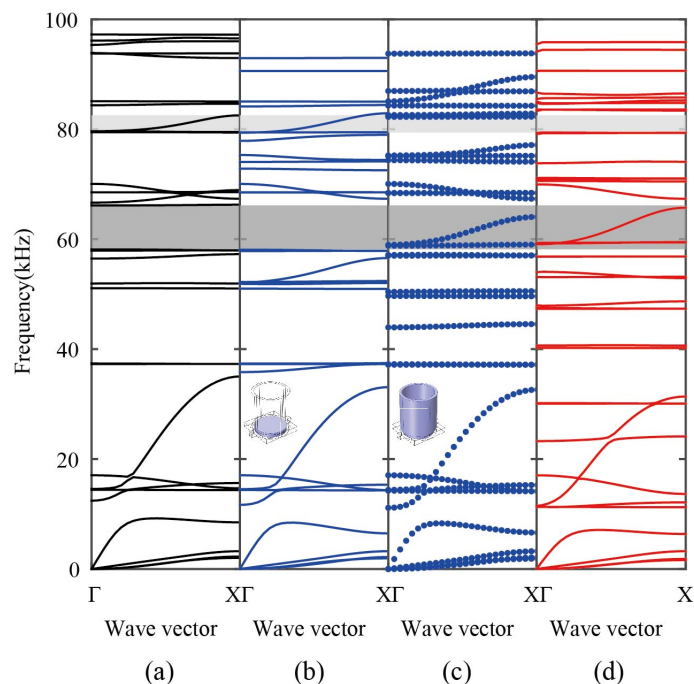 100
80
60
40
20
0
Frequency(kHz)
Γ XΓ XΓ XΓ X
Wave vector Wave vector Wave vector Wave vector
(a) (b) (c) (d)